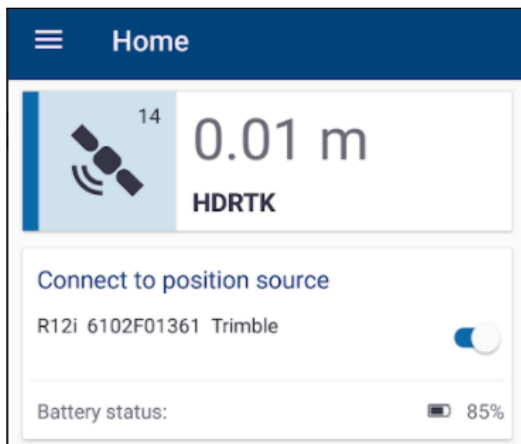 Home
14
0.01 m
HDRTK
Connect to position source
R12i 6102F01361 Trimble
Battery status: 85%